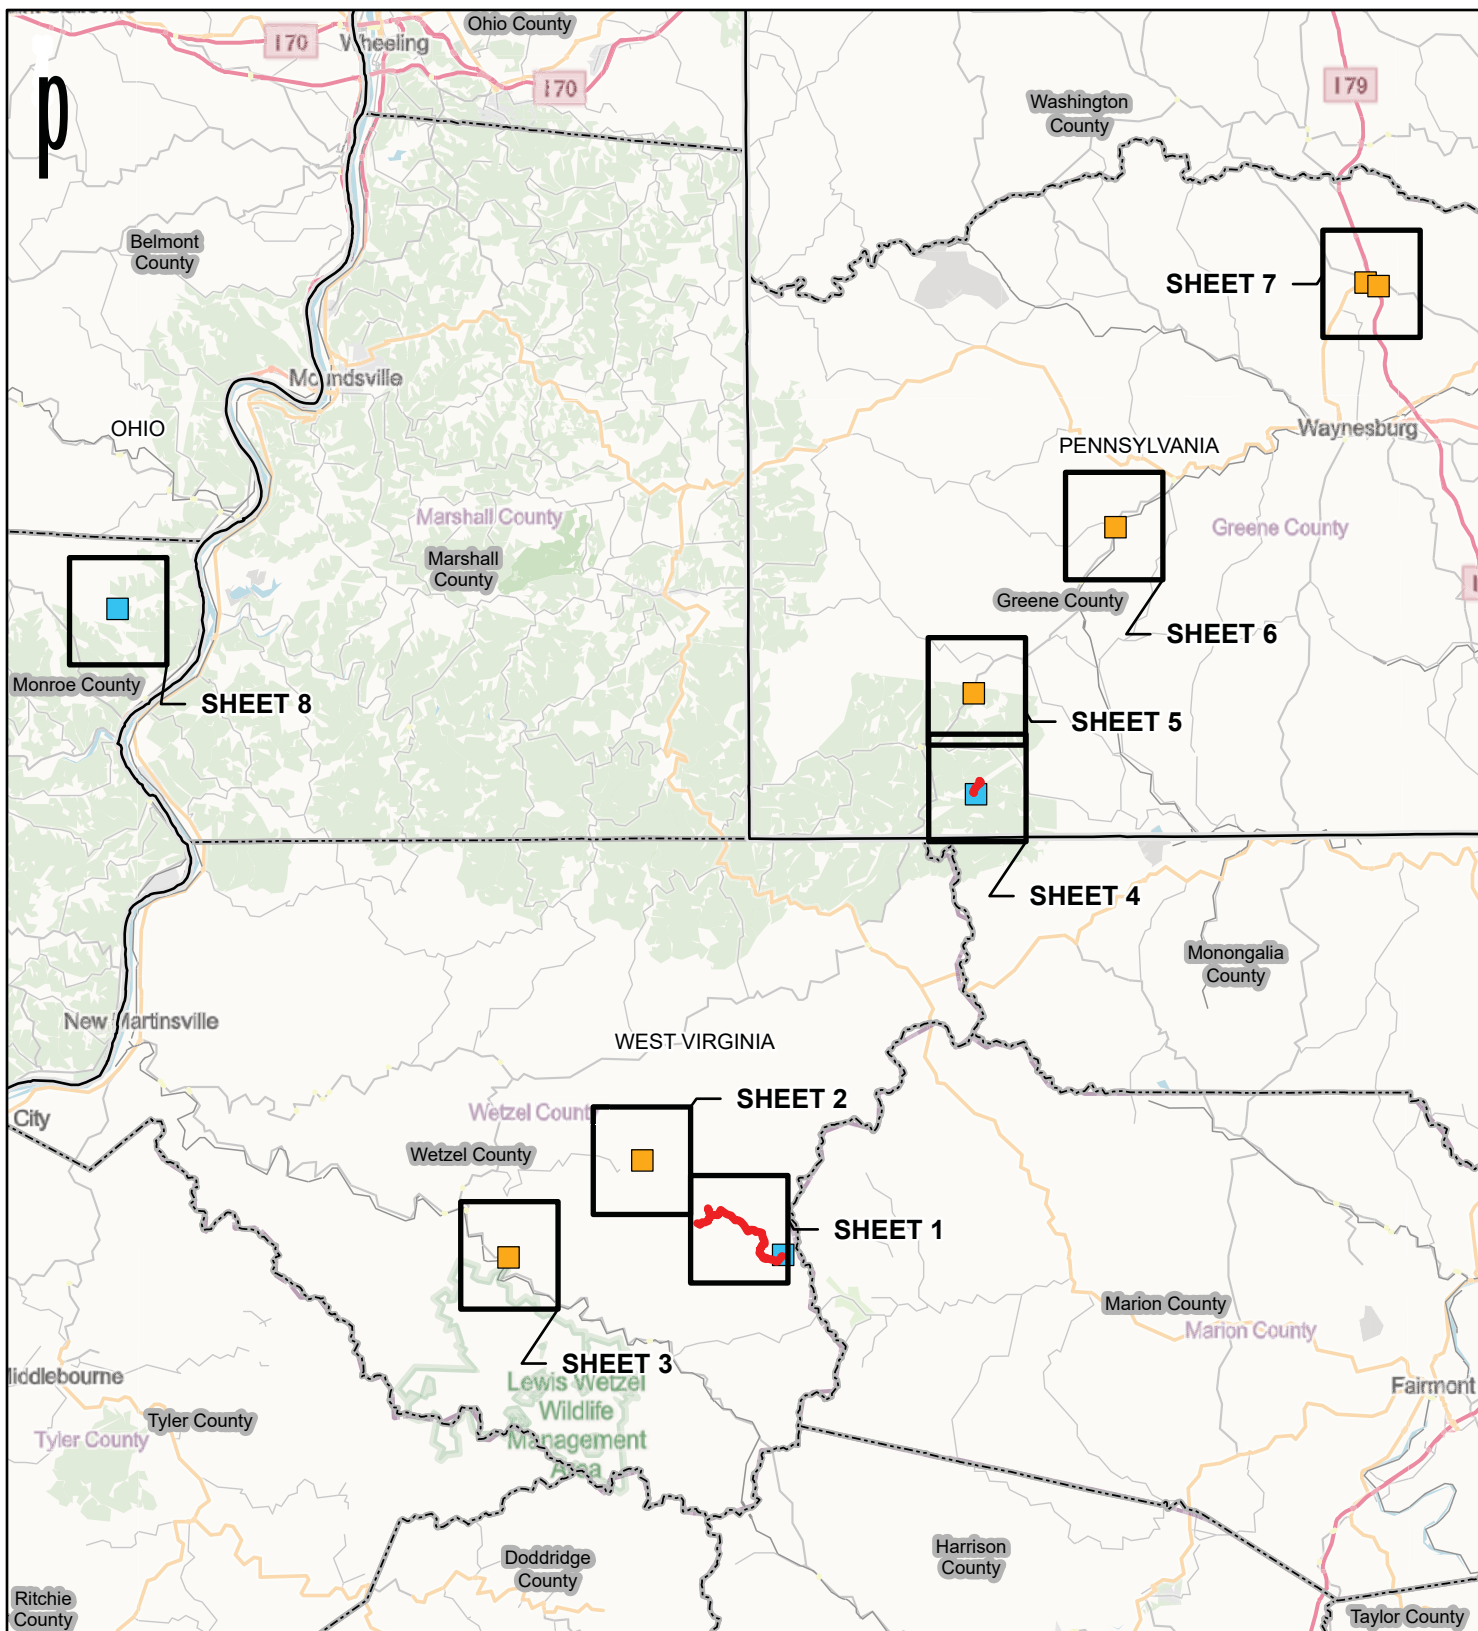 Ohio County
I 70
Wheeling
I 70
I 79
Washington
County
p
Belmont
County
SHEET 7
Moundsville
OHIO
Waynesburg
PENNSYLVANIA
Marshall County
Greene County
Marshall
County
Greene County
SHEET 6
Monroe County
SHEET 8
SHEET 5
SHEET 4
Monongalia
County
New Martinsville
WEST VIRGINIA
SHEET 2
Wetzel County
City
Wetzel County
SHEET 1
Marion County
Marion County
SHEET 3
Lewis Wetzel
Wildlife
Management
Area
Middlebourne
Fairmont
Tyler County
Tyler County
Doddridge
County
Harrison
County
Ritchie
County
Taylor County